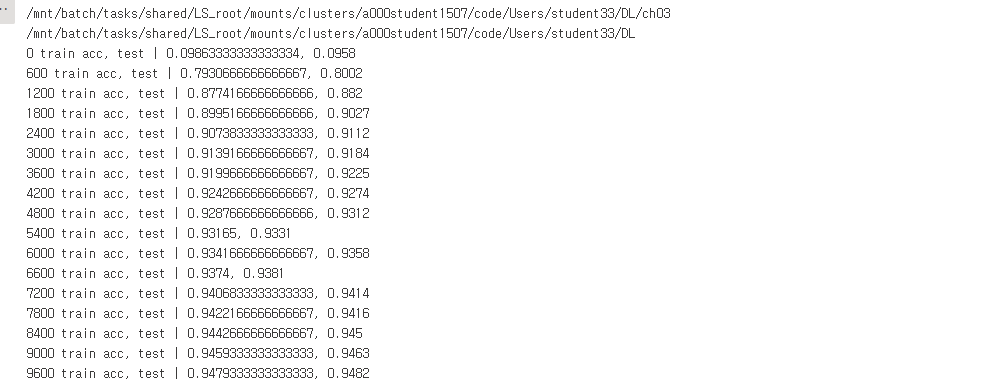 /mnt/batch/tasks/shared/LS_root/mounts/clusters/a000student1507/code/Users/student33/DL/ch03
/mnt/batch/tasks/shared/LS_root/mounts/clusters/a000student1507/code/Users/student33/DL
0 train acc, test | 0.09863333333333334, 0.0958
600 train acc, test | 0.7930666666666667, 0.8002
1200 train acc, test | 0.8774166666666666, 0.882
1800 train acc, test | 0.8995166666666666, 0.9027
2400 train acc, test | 0.9073833333333333, 0.9112
3000 train acc, test | 0.9139166666666667, 0.9184
3600 train acc, test | 0.9199666666666667, 0.9225
4200 train acc, test | 0.9242666666666667, 0.9274
4800 train acc, test | 0.9287666666666666, 0.9312
5400 train acc, test | 0.93165, 0.9331
6000 train acc, test | 0.9341666666666667, 0.9358
6600 train acc, test | 0.9374, 0.9381
7200 train acc, test | 0.9406833333333333, 0.9414
7800 train acc, test | 0.9422166666666667, 0.9416
8400 train acc, test | 0.9442666666666667, 0.945
9000 train acc, test | 0.9459333333333333, 0.9463
9600 train acc, test | 0.9479333333333333, 0.9482